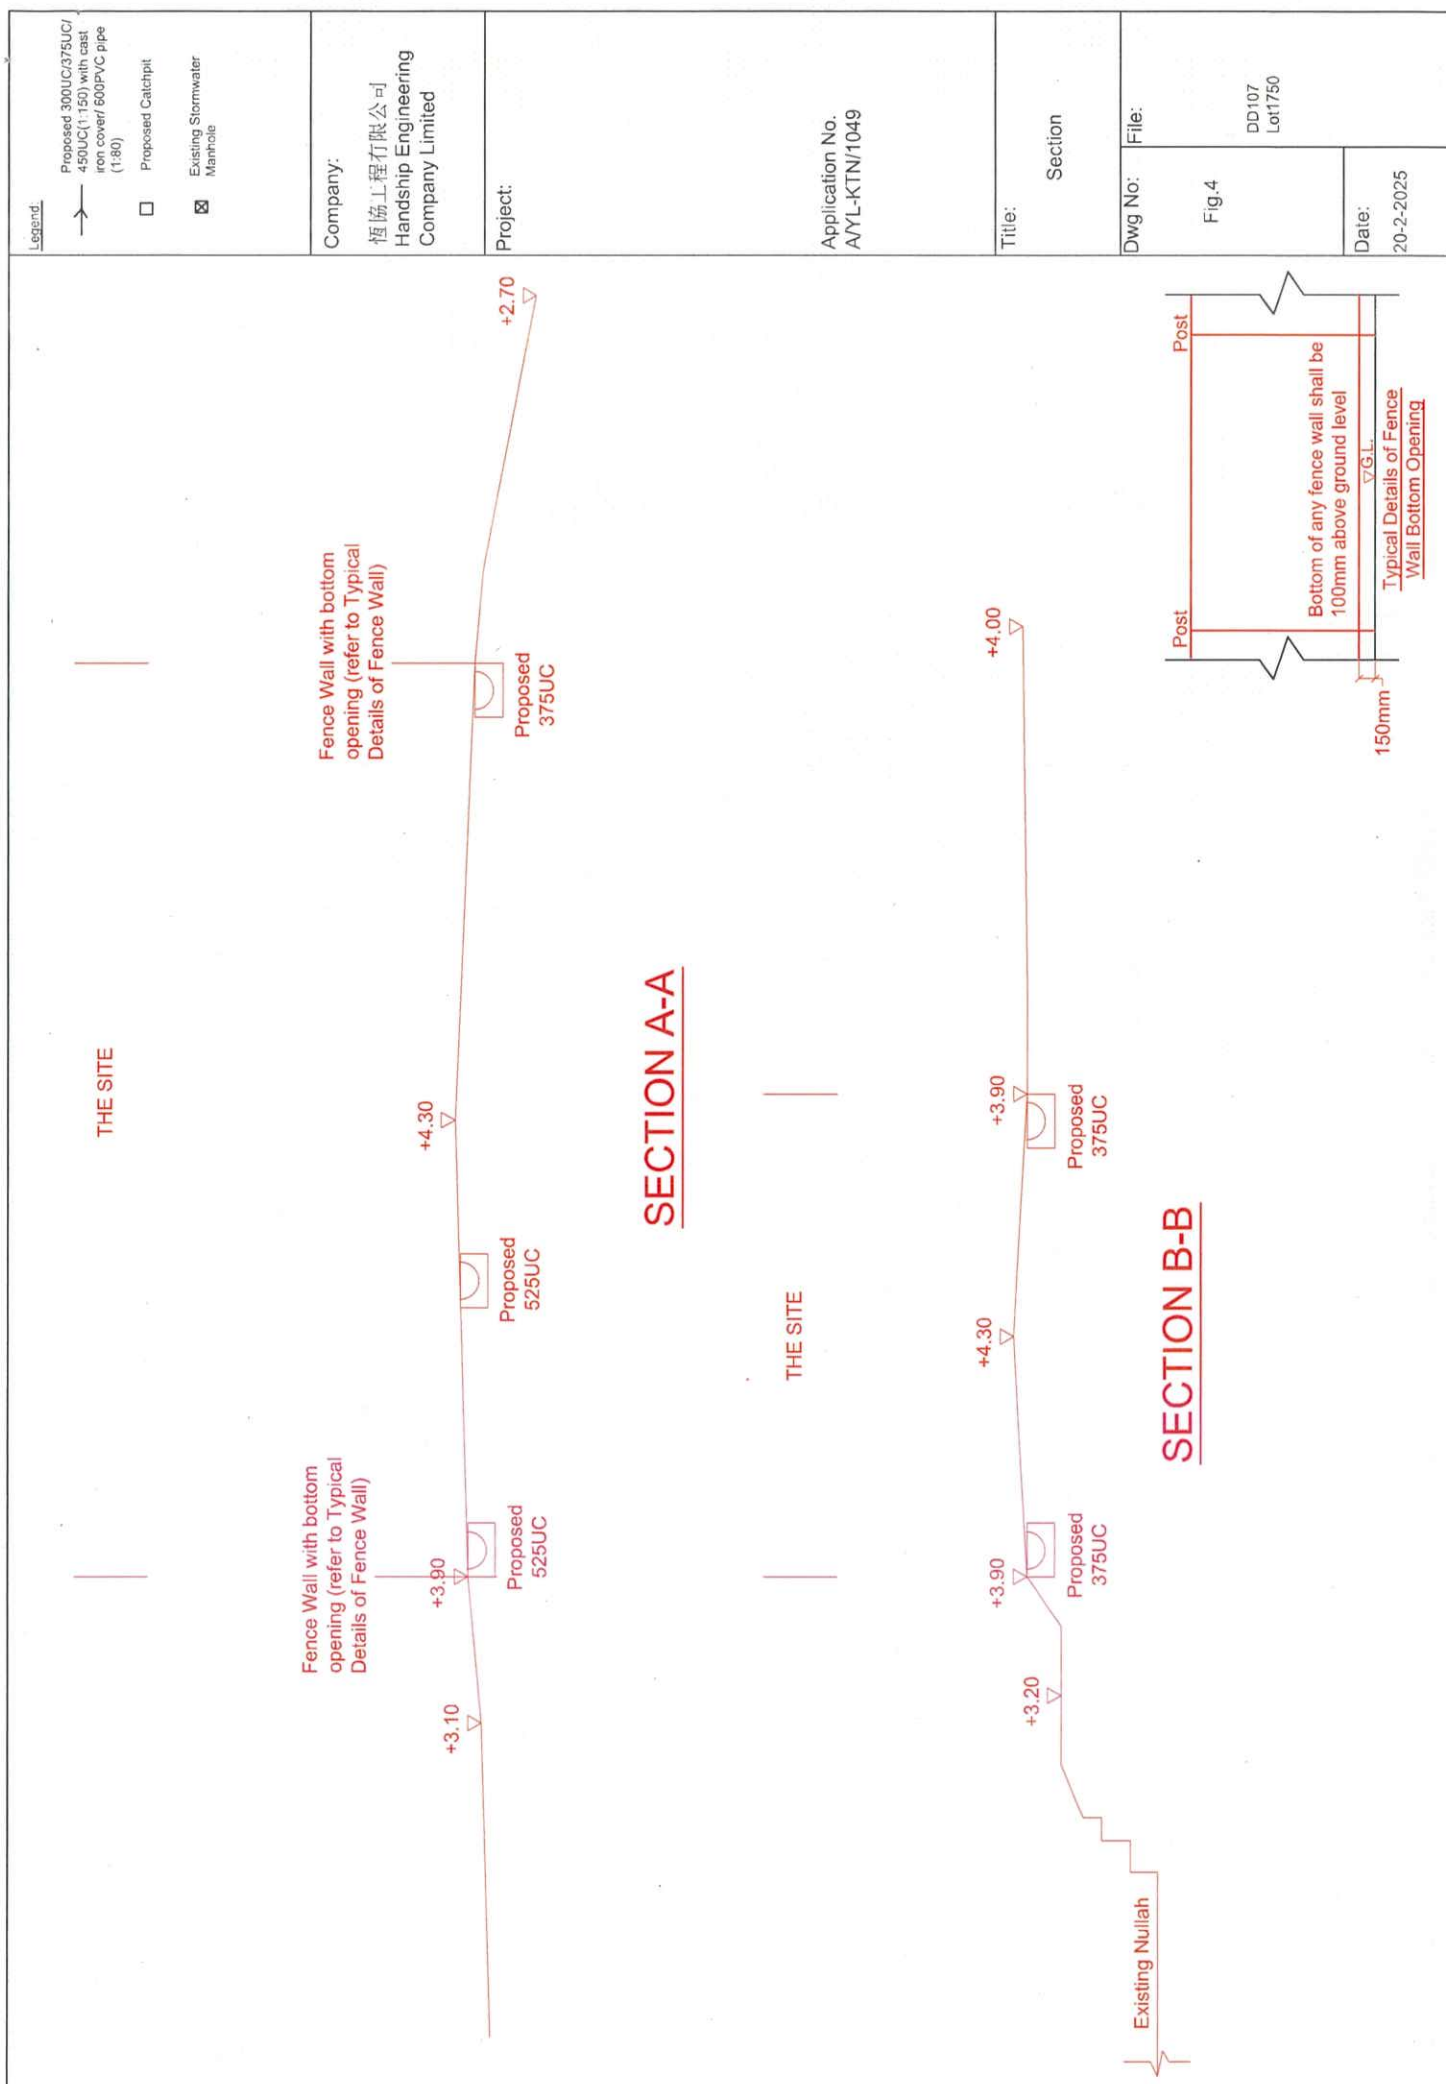 Legend:
Proposed 300UC/375UC/
450UC(1:150) with cast
iron cover/ 600PVC pipe
(1:80)
Proposed Catchpit
Existing Stormwater
Manhole
Company:
恆協工程有限公司
Handship Engineering
Company Limited
Project:
Application No.
A/YL-KTN/1049
Title:
Section
Dwg No:
Fig.4
File:
DD107
Lot1750
Date:
20-2-2025
THE SITE
Fence Wall with bottom
opening (refer to Typical
Details of Fence Wall)
Fence Wall with bottom
opening (refer to Typical
Details of Fence Wall)
+3.10
+3.90
+4.30
+2.70
Proposed
525UC
Proposed
525UC
Proposed
375UC
SECTION A-A
THE SITE
Existing Nullah
+3.20
+3.90
+4.30
+3.90
+4.00
Proposed
375UC
Proposed
375UC
SECTION B-B
Post
Post
Bottom of any fence wall shall be
100mm above ground level
G.L.
150mm
Typical Details of Fence
Wall Bottom Opening